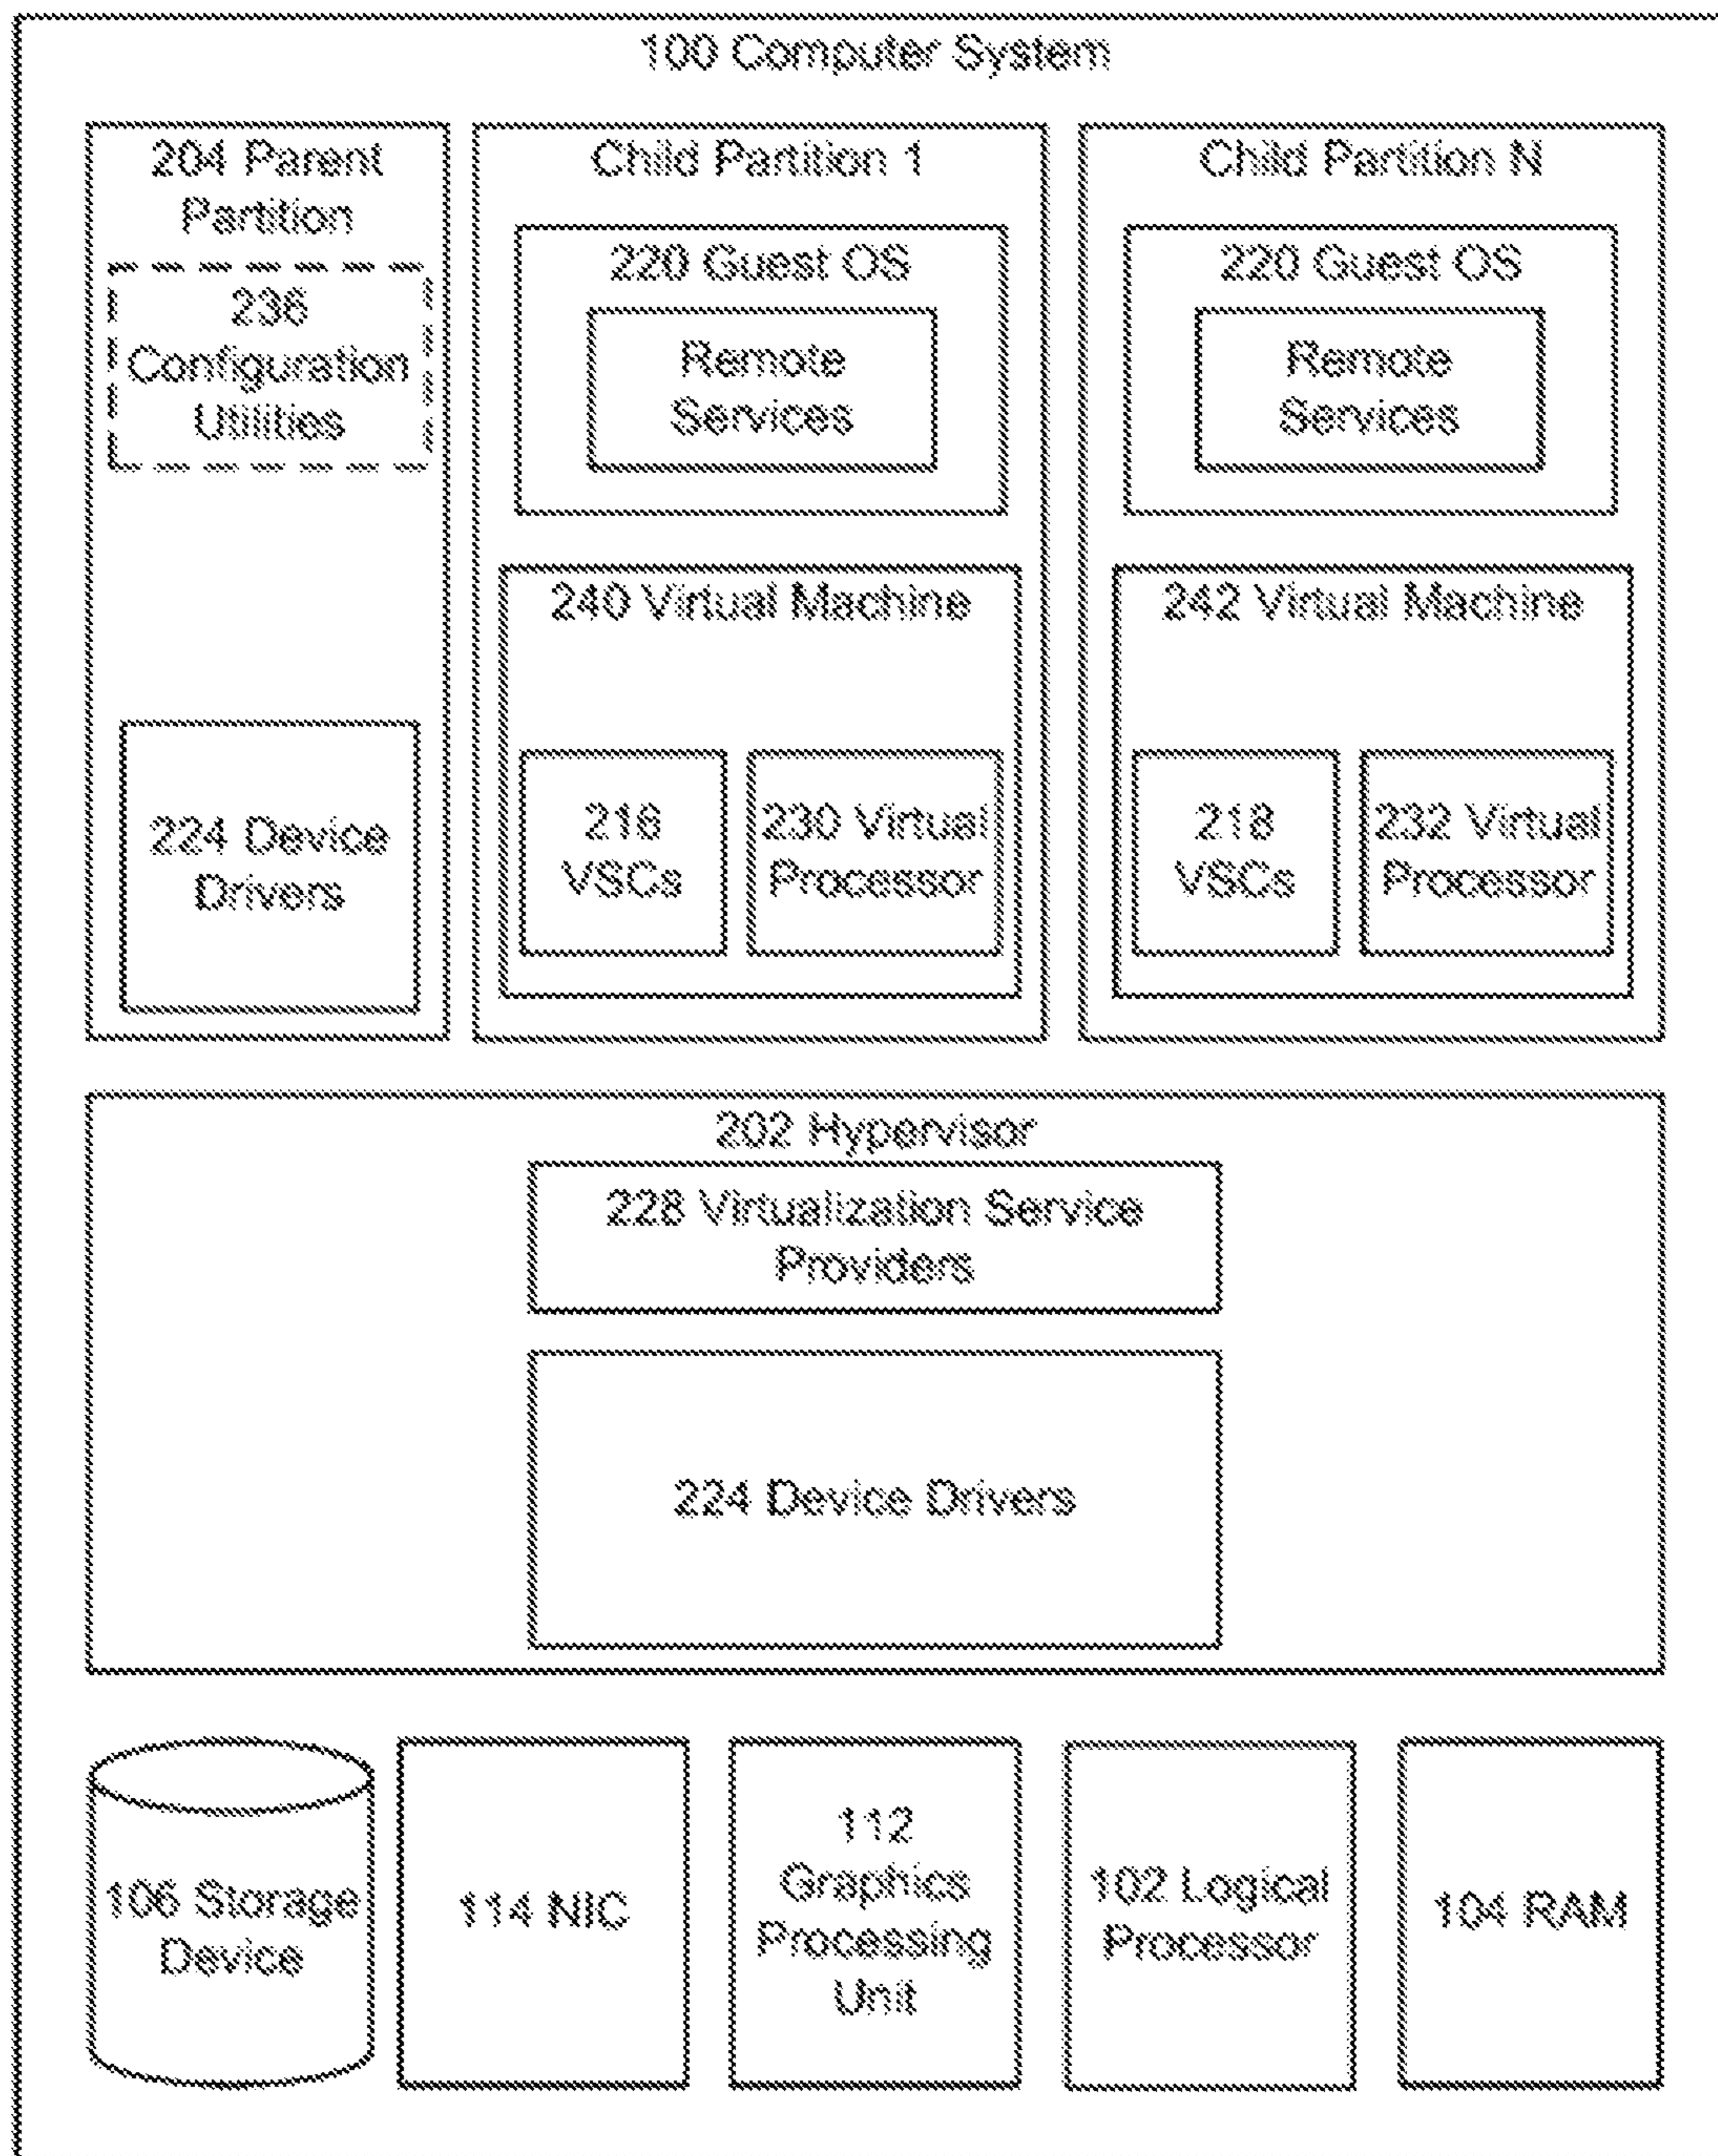 100 Computer System
204 Parent
Partition
236
Configuration
Utilities
224 Device
Drivers
Child Partition 1
220 Guest OS
Remote
Services
240 Virtual Machine
216
VSCs
230 Virtual
Processor
Child Partition N
220 Guest OS
Remote
Services
242 Virtual Machine
218
VSCs
232 Virtual
Processor
202 Hypervisor
228 Virtualization Service
Providers
224 Device Drivers
106 Storage
Device
114 NIC
112
Graphics
Processing
Unit
102 Logical
Processor
104 RAM